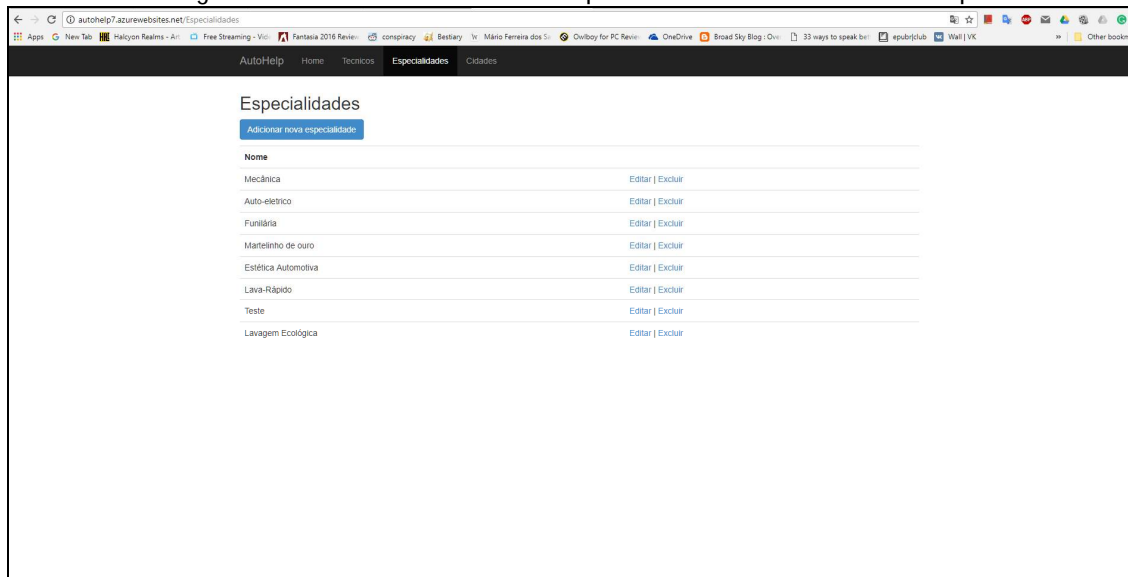 autohelp7.azurewebsites.net/Especialidades
Apps New Tab Halcyon Realms - Art Free Streaming - Vid Fantasia 2016 Review conspiracy Bestiary Mário Ferreira dos Sa Owlboy for PC Revie OneDrive Broad Sky Blog : Ove 33 ways to speak bet epubr|club Wall | VK » Other bookm
AutoHelp Home Tecnicos Especialidades Cidades
Especialidades
Adicionar nova especialidade
Nome
Mecânica Editar | Excluir
Auto-eletrico Editar | Excluir
Funilária Editar | Excluir
Martelinho de ouro Editar | Excluir
Estética Automotiva Editar | Excluir
Lava-Rápido Editar | Excluir
Teste Editar | Excluir
Lavagem Ecológica Editar | Excluir